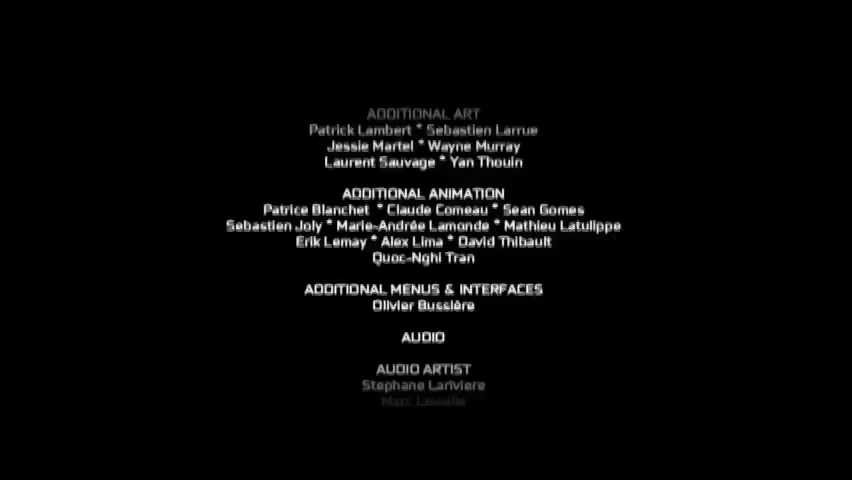 ADDITIONAL ART
Patrick Lambert * Sebastien Larrue
Jessie Martel * Wayne Murray
Laurent Sauvage * Yan Thouin
ADDITIONAL ANIMATION
Patrice Blanchet * Claude Comeau * Sean Gomes
Sebastien Joly * Marie-Andrée Lamonde * Mathieu Latulippe
Erik Lemay * Alex Lima * David Thibault
Quoc-Nghi Tran
ADDITIONAL MENUS & INTERFACES
Olivier Bussière
AUDIO
AUDIO ARTIST
Stephane Lariviere
Marc